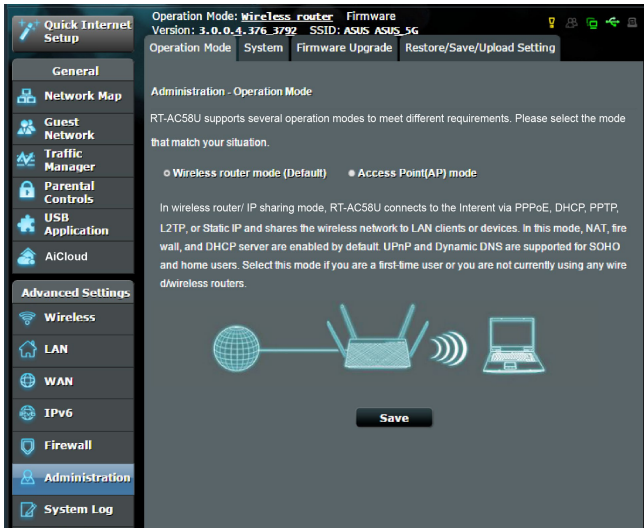 Quick Internet
Setup
Operation Mode: Wireless router Firmware
Version: 3.0.0.4.376_3792 SSID: ASUS ASUS_5G
Operation Mode System Firmware Upgrade Restore/Save/Upload Setting
General
Network Map
Guest
Network
Traffic
Manager
Parental
Controls
USB
Application
AiCloud
Advanced Settings
Wireless
LAN
WAN
IPv6
Firewall
Administration
System Log
Administration - Operation Mode
RT-AC58U supports several operation modes to meet different requirements. Please select the mode
that match your situation.
Wireless router mode (Default) Access Point(AP) mode
In wireless router/ IP sharing mode, RT-AC58U connects to the Interent via PPPoE, DHCP, PPTP,
L2TP, or Static IP and shares the wireless network to LAN clients or devices. In this mode, NAT, fire
wall, and DHCP server are enabled by default. UPnP and Dynamic DNS are supported for SOHO
and home users. Select this mode if you are a first-time user or you are not currently using any wire
d/wireless routers.
Save